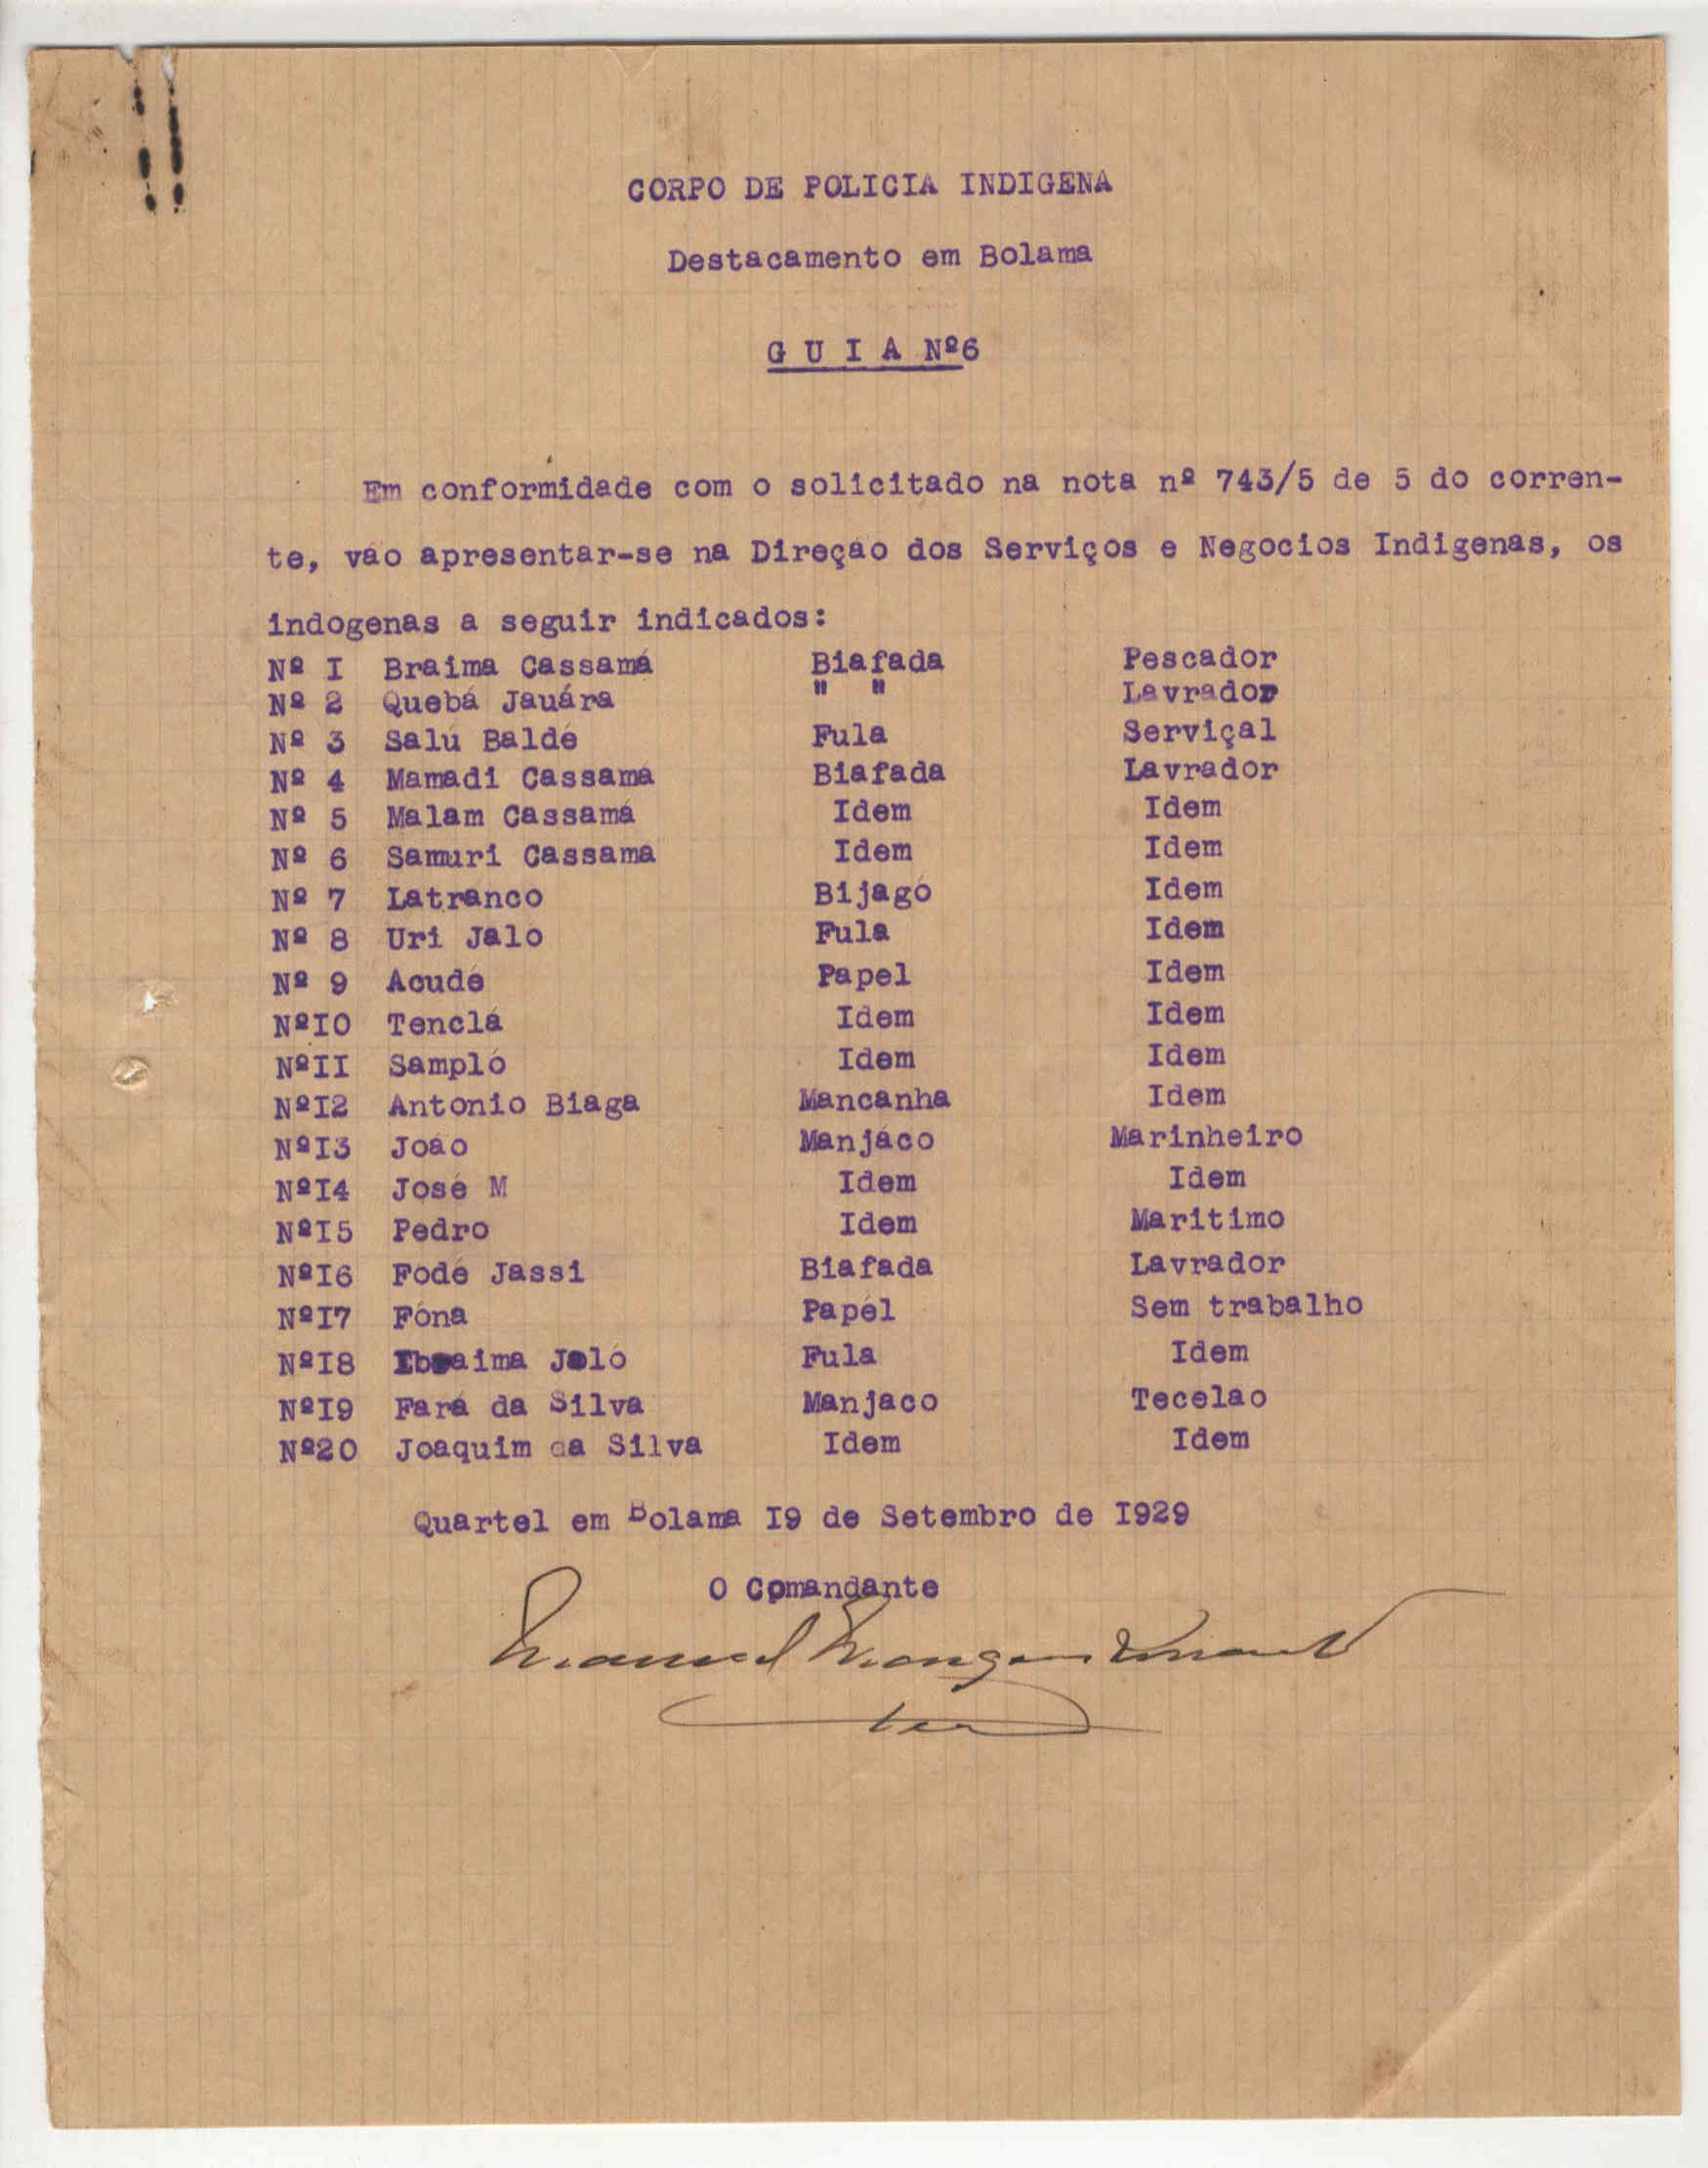 CORPO DE POLICIA INDIGENA
Destacamento em Bolama
G U I A Nº6
Em conformidade com o solicitado na nota nº 743/5 de 5 do corren-
te, vão apresentar-se na Direção dos Serviços e Negocios Indigenas, os
indogenas a seguir indicados:
Nº I Braima Cassamá Biafada Pescador
Nº 2 Quebá Jauára " " Lavrador
Nº 3 Salú Baldé Fula Serviçal
Nº 4 Mamadi Cassamá Biafada Lavrador
Nº 5 Malam Cassamá Idem Idem
Nº 6 Samuri Cassama Idem Idem
Nº 7 Latranco Bijagó Idem
Nº 8 Uri Jaló Fula Idem
Nº 9 Acudé Papel Idem
NºIO Tenclá Idem Idem
NºII Sampló Idem Idem
NºI2 Antonio Biaga Mancanha Idem
NºI3 João Manjáco Marinheiro
NºI4 José M Idem Idem
NºI5 Pedro Idem Maritimo
NºI6 Fodé Jassi Biafada Lavrador
NºI7 Fóna Papél Sem trabalho
NºI8 Ibraima Jaló Fula Idem
NºI9 Fará da Silva Manjaco Tecelao
Nº20 Joaquim da Silva Idem Idem
Quartel em Bolama I9 de Setembro de I929
O Comandante
Manuel